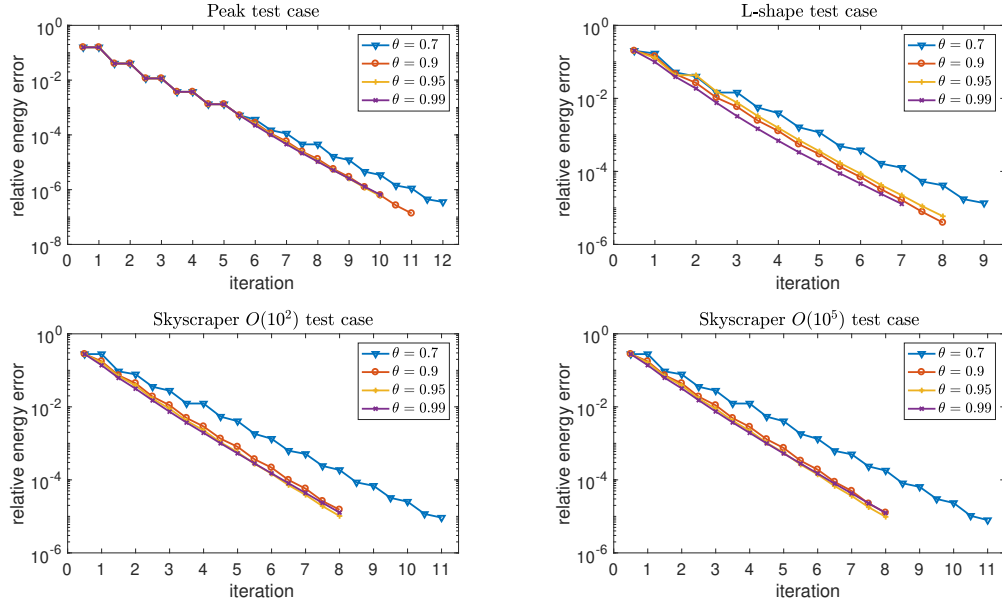 Peak test case
relative energy error
10^0
10^-2
10^-4
10^-6
10^-8
0 1 2 3 4 5 6 7 8 9 10 11 12
iteration
θ = 0.7
θ = 0.9
θ = 0.95
θ = 0.99
L-shape test case
relative energy error
10^0
10^-2
10^-4
10^-6
0 1 2 3 4 5 6 7 8 9
iteration
θ = 0.7
θ = 0.9
θ = 0.95
θ = 0.99
Skyscraper O(10^2) test case
relative energy error
10^0
10^-2
10^-4
10^-6
0 1 2 3 4 5 6 7 8 9 10 11
iteration
θ = 0.7
θ = 0.9
θ = 0.95
θ = 0.99
Skyscraper O(10^5) test case
relative energy error
10^0
10^-2
10^-4
10^-6
0 1 2 3 4 5 6 7 8 9 10 11
iteration
θ = 0.7
θ = 0.9
θ = 0.95
θ = 0.99